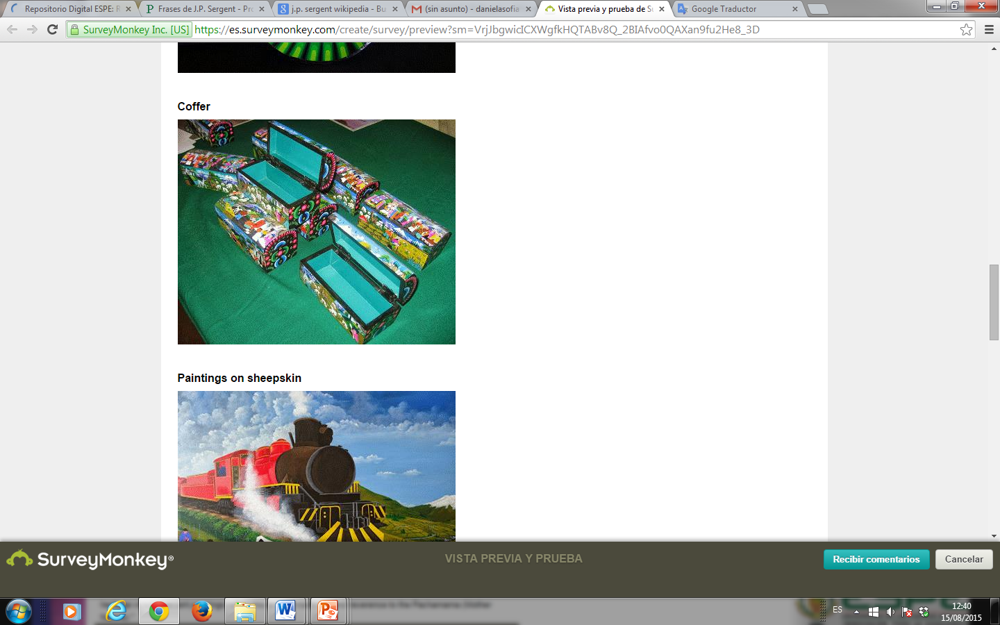 Repositorio Digital ESPE: R
Frases de J.P. Sergent - Pro
j.p. sergent wikipedia - Bu
(sin asunto) - danielasofia
Vista previa y prueba de Su
Google Traductor
SurveyMonkey Inc. [US] https://es.surveymonkey.com/create/survey/preview?sm=VrjJbgwicICXWgfkHQTABv8Q_2BIAfvo0QAXan9fu2He8_3D
Coffer
Paintings on sheepskin
SurveyMonkey®
VISTA PREVIA Y PRUEBA
Recibir comentarios
Cancelar
ES
12:40
15/08/2015